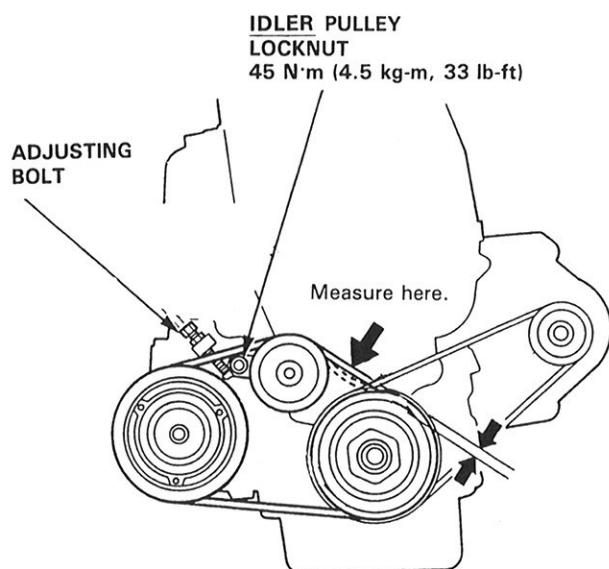 IDLER PULLEY
LOCKNUT
45 N·m (4.5 kg-m, 33 lb-ft)
ADJUSTING
BOLT
Measure here.